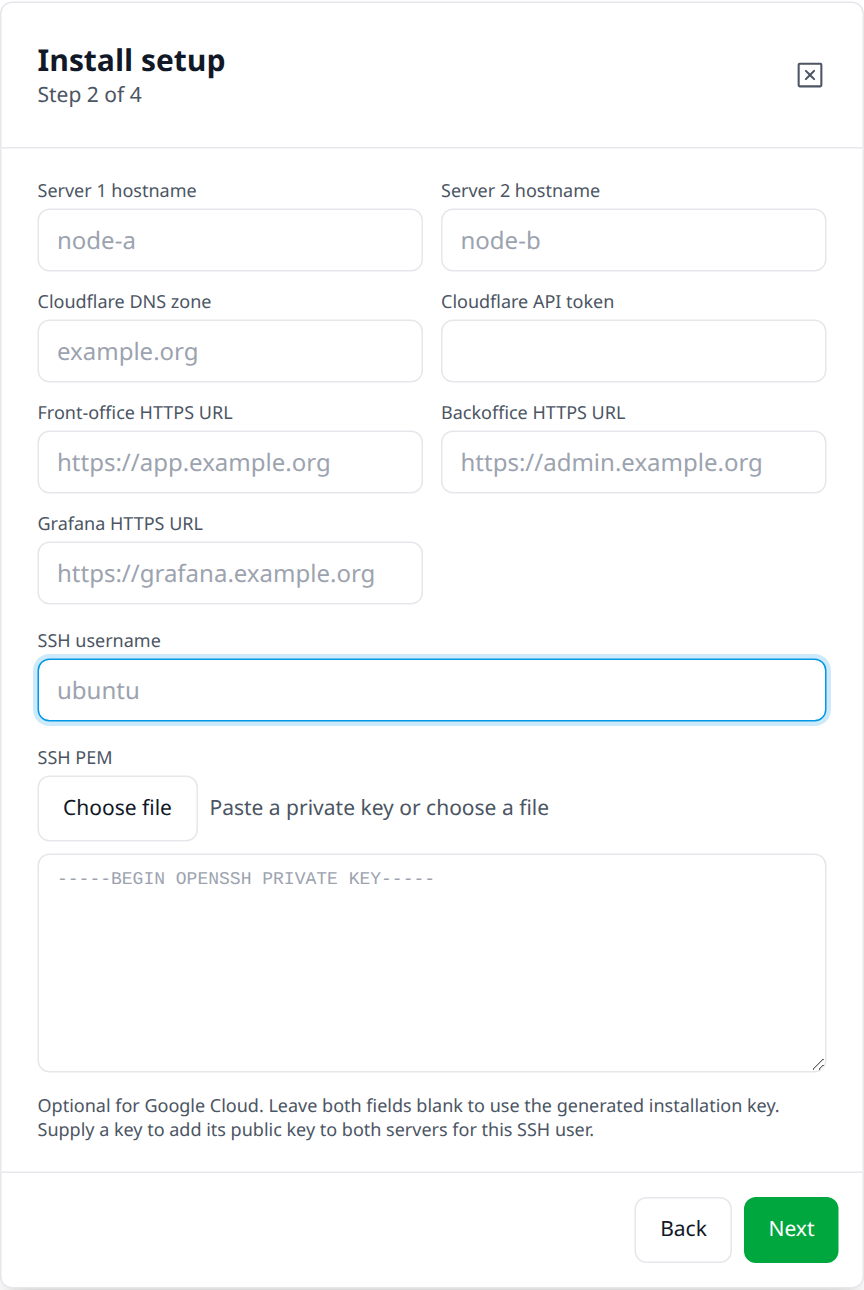 Install setup
Step 2 of 4
Server 1 hostname
Server 2 hostname
node-a
node-b
Cloudflare DNS zone
Cloudflare API token
example.org
Front-office HTTPS URL
Backoffice HTTPS URL
https://app.example.org
https://admin.example.org
Grafana HTTPS URL
https://grafana.example.org
SSH username
ubuntu
SSH PEM
Choose file
Paste a private key or choose a file
-----BEGIN OPENSSH PRIVATE KEY-----
Optional for Google Cloud. Leave both fields blank to use the generated installation key.
Supply a key to add its public key to both servers for this SSH user.
Back
Next